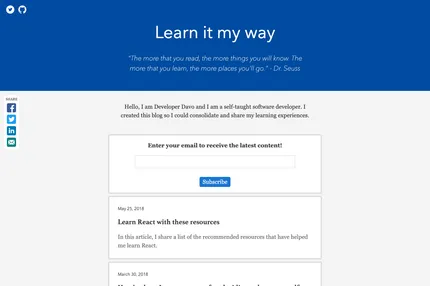 Learn it my way
"The more that you read, the more things you will know. The
more that you learn, the more places you'll go." - Dr. Seuss
SHARE
Hello, I am Developer Davo and I am a self-taught software developer. I
created this blog so I could consolidate and share my learning experiences.
Enter your email to receive the latest content!
Subscribe
May 25, 2018
Learn React with these resources
In this article, I share a list of the recommended resources that have helped
me learn React.
March 30, 2018